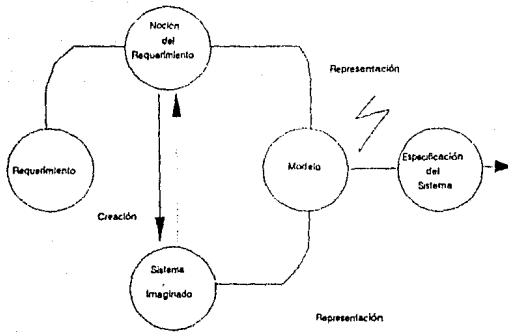 Noción
del
Requerimiento
Representación
Requerimiento
Modelo
Especificación
del
Sistema
Creación
Sistema
Imaginado
Representación